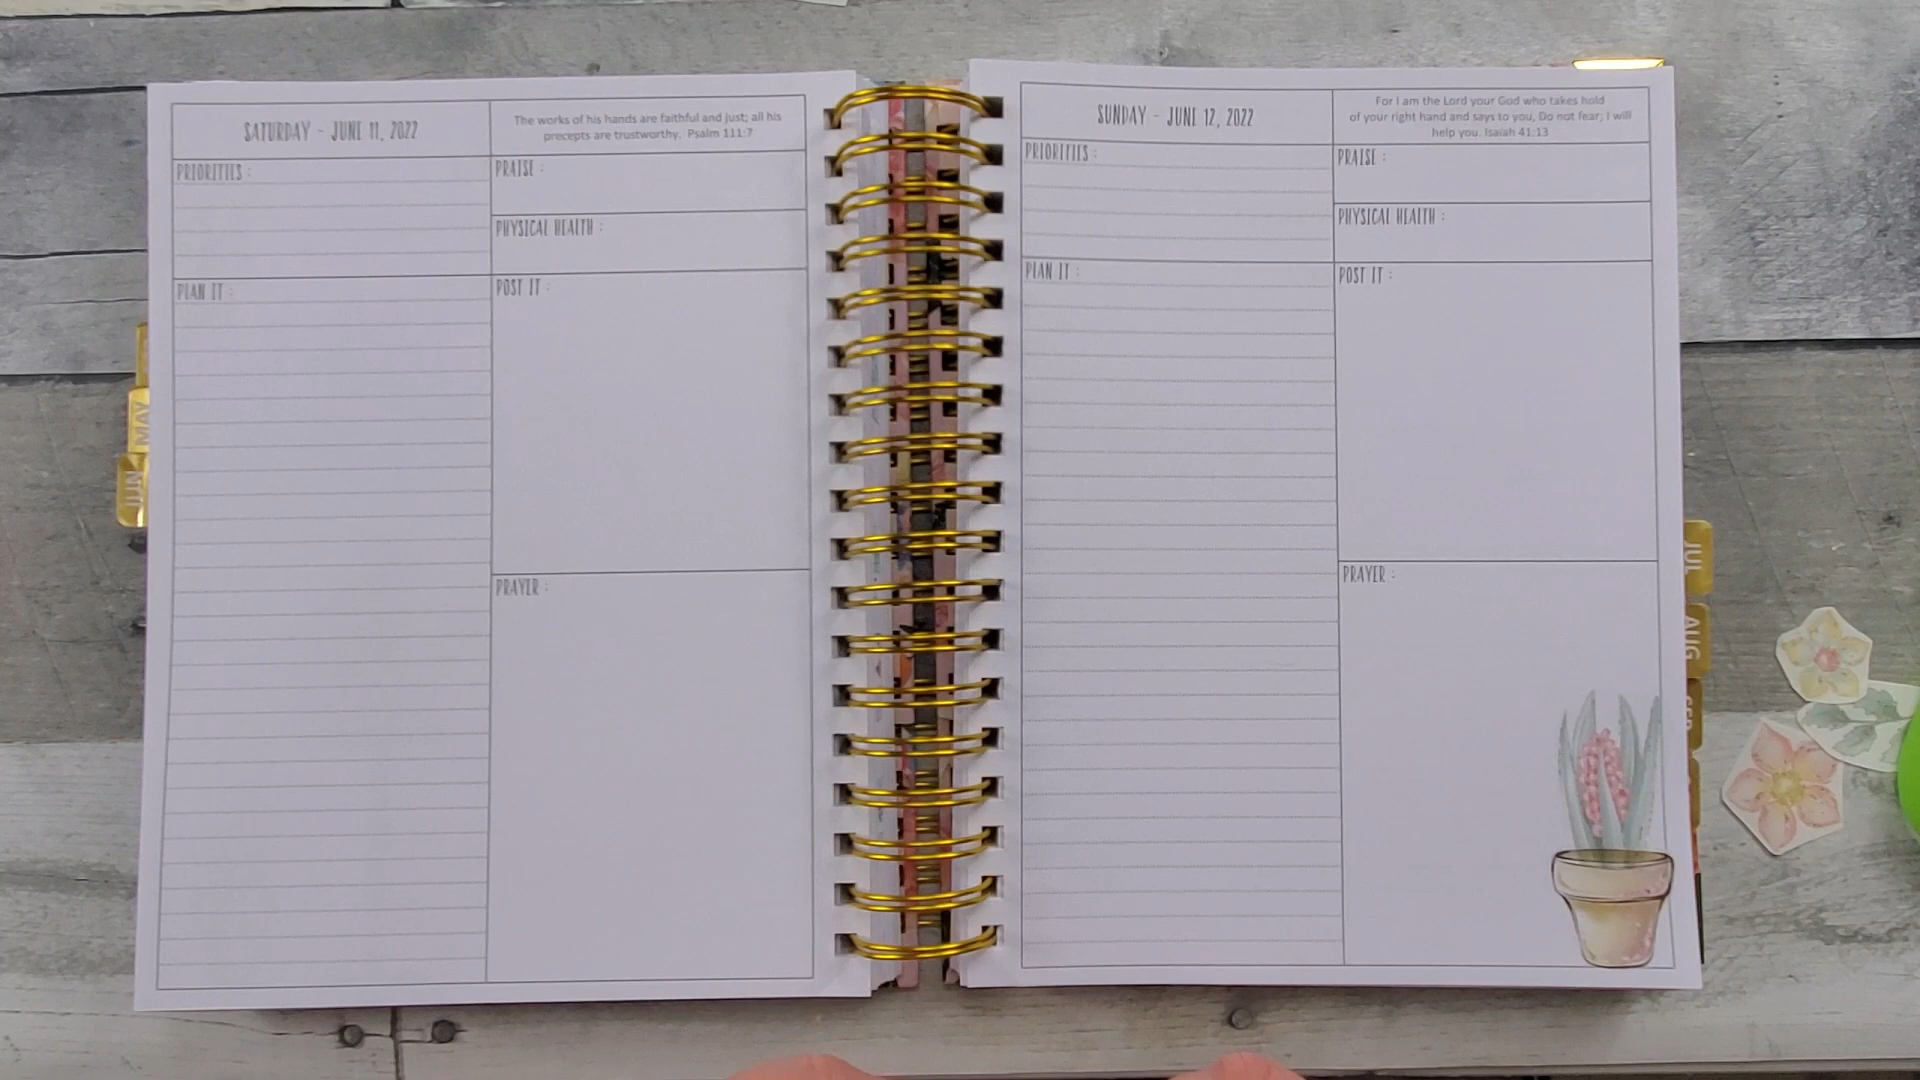 SATURDAY - JUNE 11, 2022
The works of his hands are faithful and just; all his
precepts are trustworthy. Psalm 111:7
PRIORITIES :
PRAISE :
PHYSICAL HEALTH :
PLAN IT :
POST IT :
PRAYER :
MAY
JUN
SUNDAY - JUNE 12, 2022
For I am the Lord your God who takes hold
of your right hand and says to you, Do not fear; I will
help you. Isaiah 41:13
PRIORITIES :
PRAISE :
PHYSICAL HEALTH :
PLAN IT :
POST IT :
PRAYER :
JUL
AUG
SEP